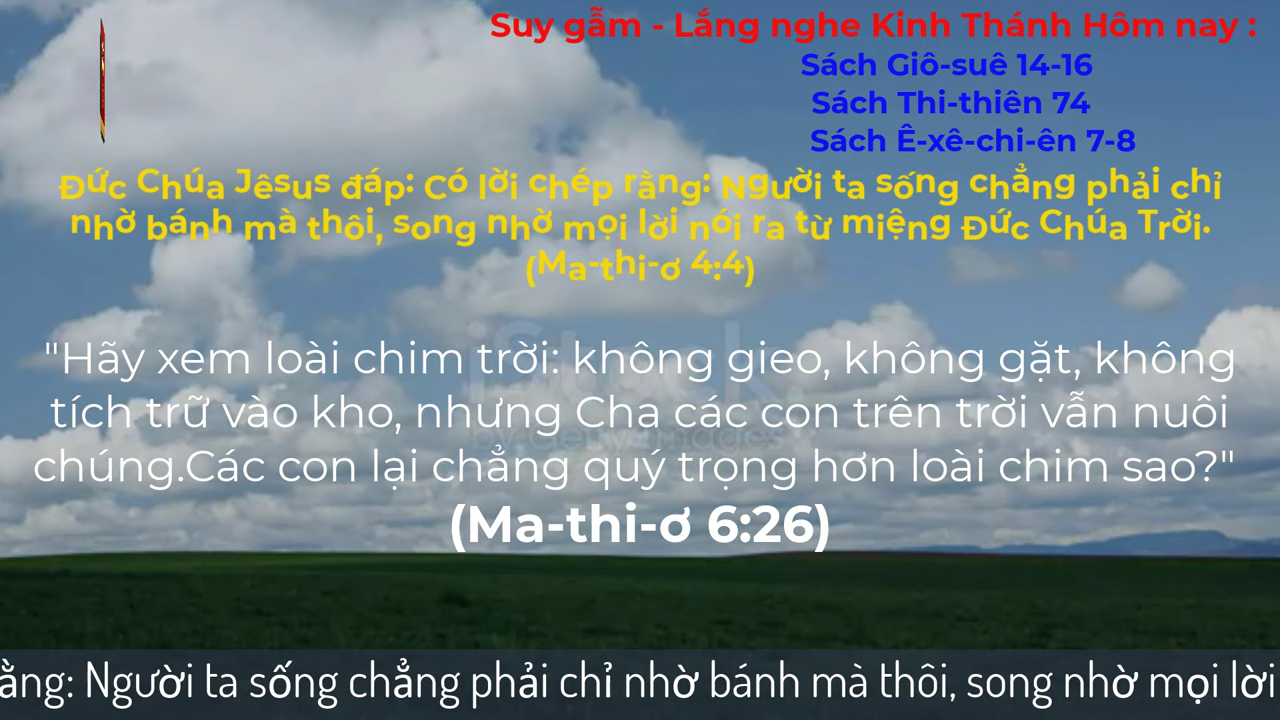 Suy gẫm - Lắng nghe Kinh Thánh Hôm nay :
Sách Giô-suê 14-16
Sách Thi-thiên 74
Sách Ê-xê-chi-ên 7-8
Đức Chúa Jêsus đáp: Có lời chép rằng: Người ta sống chẳng phải chỉ
nhờ bánh mà thôi, song nhờ mọi lời nói ra từ miệng Đức Chúa Trời.
(Ma-thi-ơ 4:4)
iStock
by Getty Images
"Hãy xem loài chim trời: không gieo, không gặt, không
tích trữ vào kho, nhưng Cha các con trên trời vẫn nuôi
chúng.Các con lại chẳng quý trọng hơn loài chim sao?"
(Ma-thi-ơ 6:26)
ằng: Người ta sống chẳng phải chỉ nhờ bánh mà thôi, song nhờ mọi lời